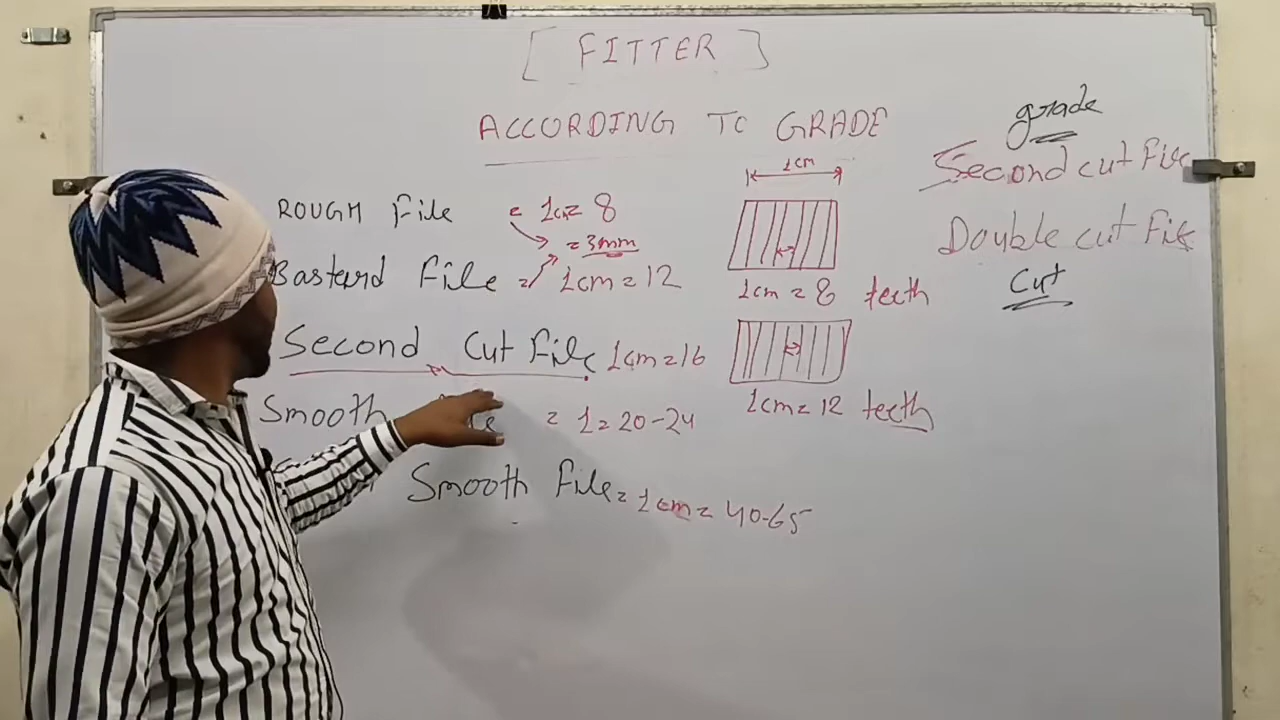 [ FITTER ]
ACCORDING TO GRADE
ROUGH File = 1cm= 8
= 3mm
Basterd File = 1cm = 12
Second Cut File 1cm = 16
Smooth = 1 = 20-24
Smooth File = 1cm = 40-65
1cm
1cm = 8 teeth
1cm = 12 teeth
grade
Second cut File
Double cut File
Cut